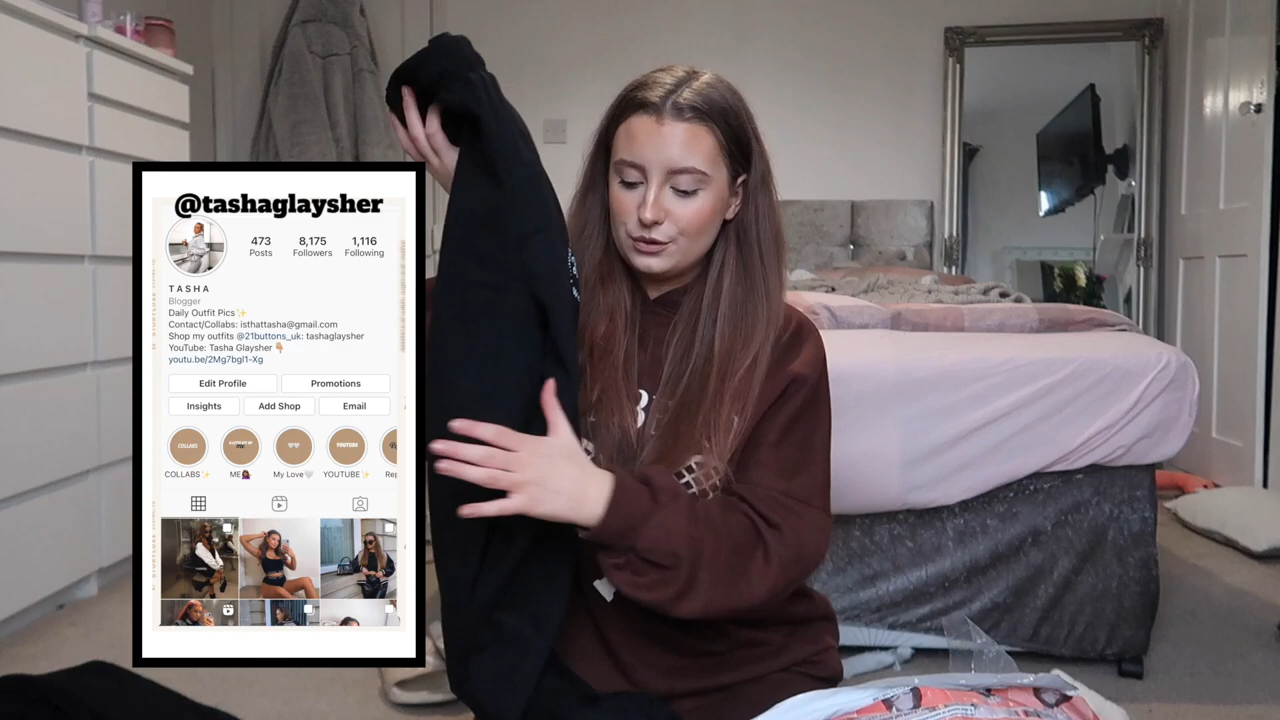 @tashaglaysher
473 8,175 1,116
Posts Followers Following
T A S H A
Blogger
Daily Outfit Pics✨
Contact/Collabs: isthattasha@gmail.com
Shop my outfits @21buttons_uk: tashaglaysher
YouTube: Tasha Glaysher 👇🏼
youtu.be/2Mg7bgl1-Xg
Edit Profile Promotions
Insights Add Shop Email
COLLABS YOUTUBE
COLLABS✨ ME💁🏽‍♀️ My Love🤍 YOUTUBE✨ Rep